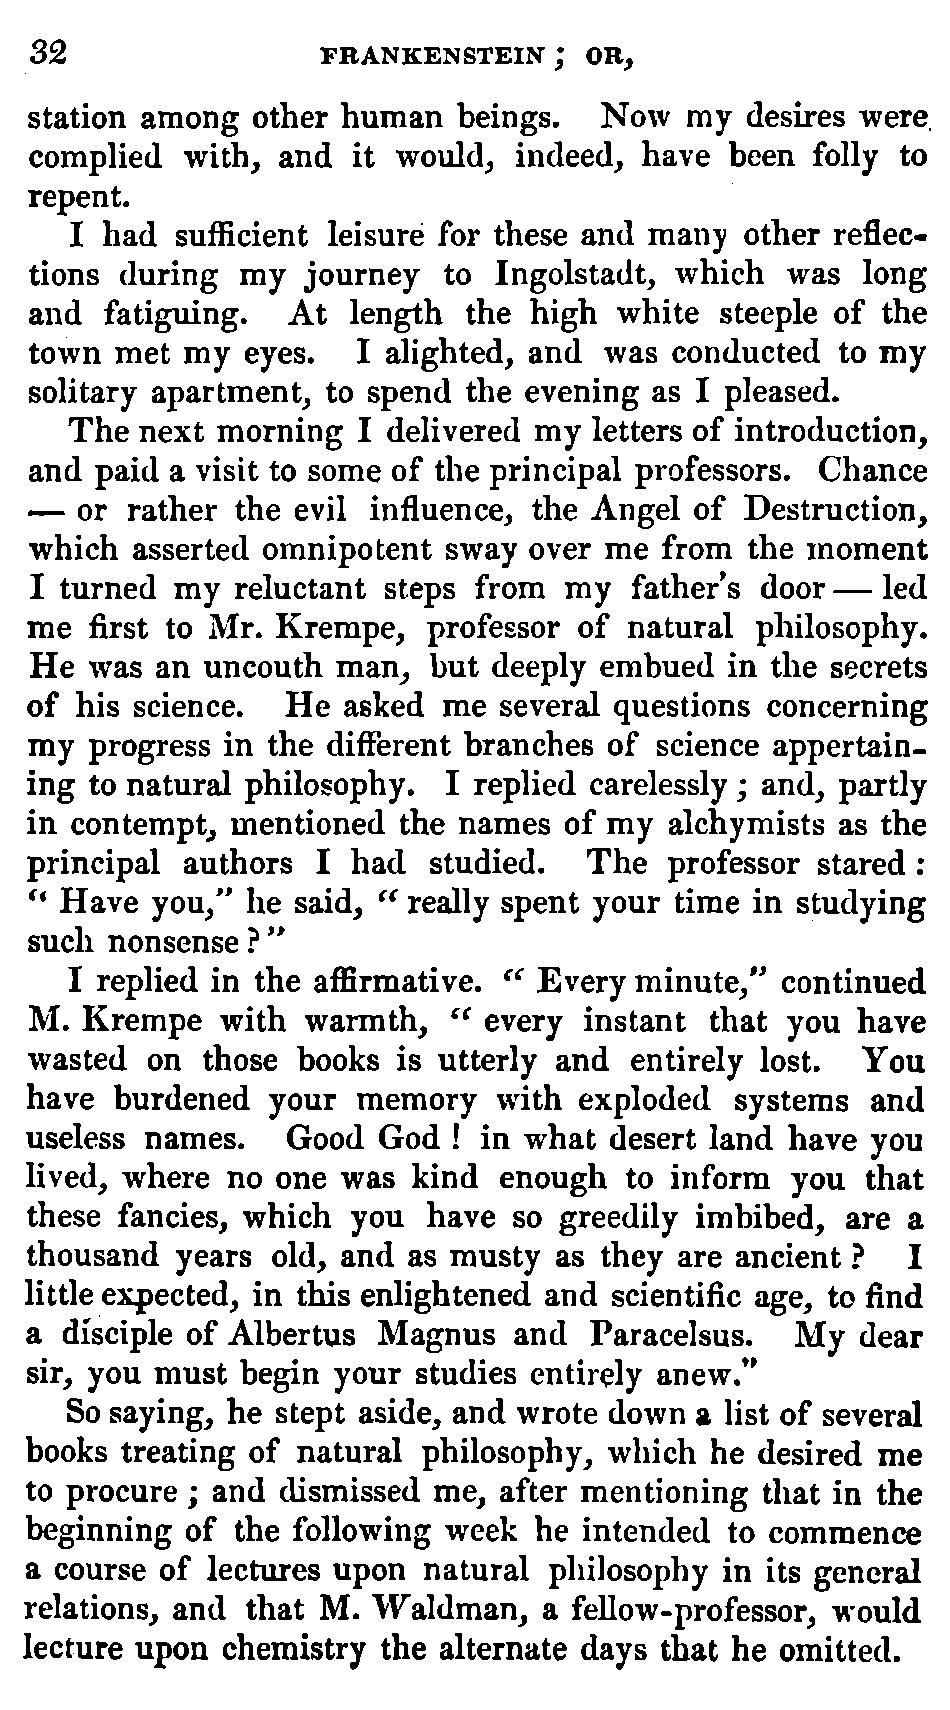 32 FRANKENSTEIN ; OR,
station among other human beings. Now my desires were
complied with, and it would, indeed, have been folly to
repent.
I had sufficient leisure for these and many other reflec-
tions during my journey to Ingolstadt, which was long
and fatiguing. At length the high white steeple of the
town met my eyes. I alighted, and was conducted to my
solitary apartment, to spend the evening as I pleased.
The next morning I delivered my letters of introduction,
and paid a visit to some of the principal professors. Chance
— or rather the evil influence, the Angel of Destruction,
which asserted omnipotent sway over me from the moment
I turned my reluctant steps from my father's door — led
me first to Mr. Krempe, professor of natural philosophy.
He was an uncouth man, but deeply embued in the secrets
of his science. He asked me several questions concerning
my progress in the different branches of science appertain-
ing to natural philosophy. I replied carelessly ; and, partly
in contempt, mentioned the names of my alchymists as the
principal authors I had studied. The professor stared :
“ Have you,” he said, “ really spent your time in studying
such nonsense ? ”
I replied in the affirmative. “ Every minute,” continued
M. Krempe with warmth, “ every instant that you have
wasted on those books is utterly and entirely lost. You
have burdened your memory with exploded systems and
useless names. Good God ! in what desert land have you
lived, where no one was kind enough to inform you that
these fancies, which you have so greedily imbibed, are a
thousand years old, and as musty as they are ancient ? I
little expected, in this enlightened and scientific age, to find
a disciple of Albertus Magnus and Paracelsus. My dear
sir, you must begin your studies entirely anew.”
So saying, he stept aside, and wrote down a list of several
books treating of natural philosophy, which he desired me
to procure ; and dismissed me, after mentioning that in the
beginning of the following week he intended to commence
a course of lectures upon natural philosophy in its general
relations, and that M. Waldman, a fellow-professor, would
lecture upon chemistry the alternate days that he omitted.